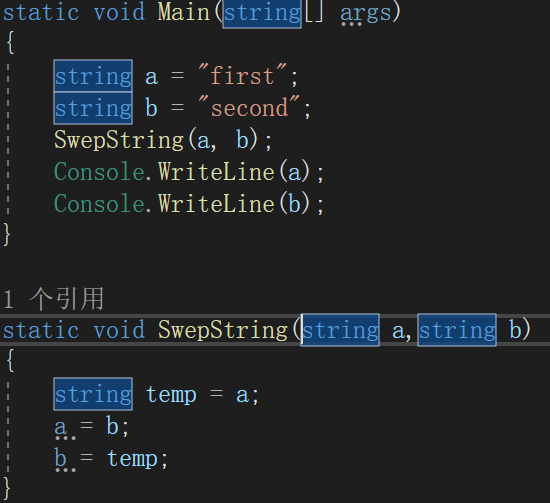 static void Main(string[] args)
{
    string a = "first";
    string b = "second";
    SwepString(a, b);
    Console.WriteLine(a);
    Console.WriteLine(b);
}
1 个引用
static void SwepString(string a,string b)
{
    string temp = a;
    a = b;
    b = temp;
}